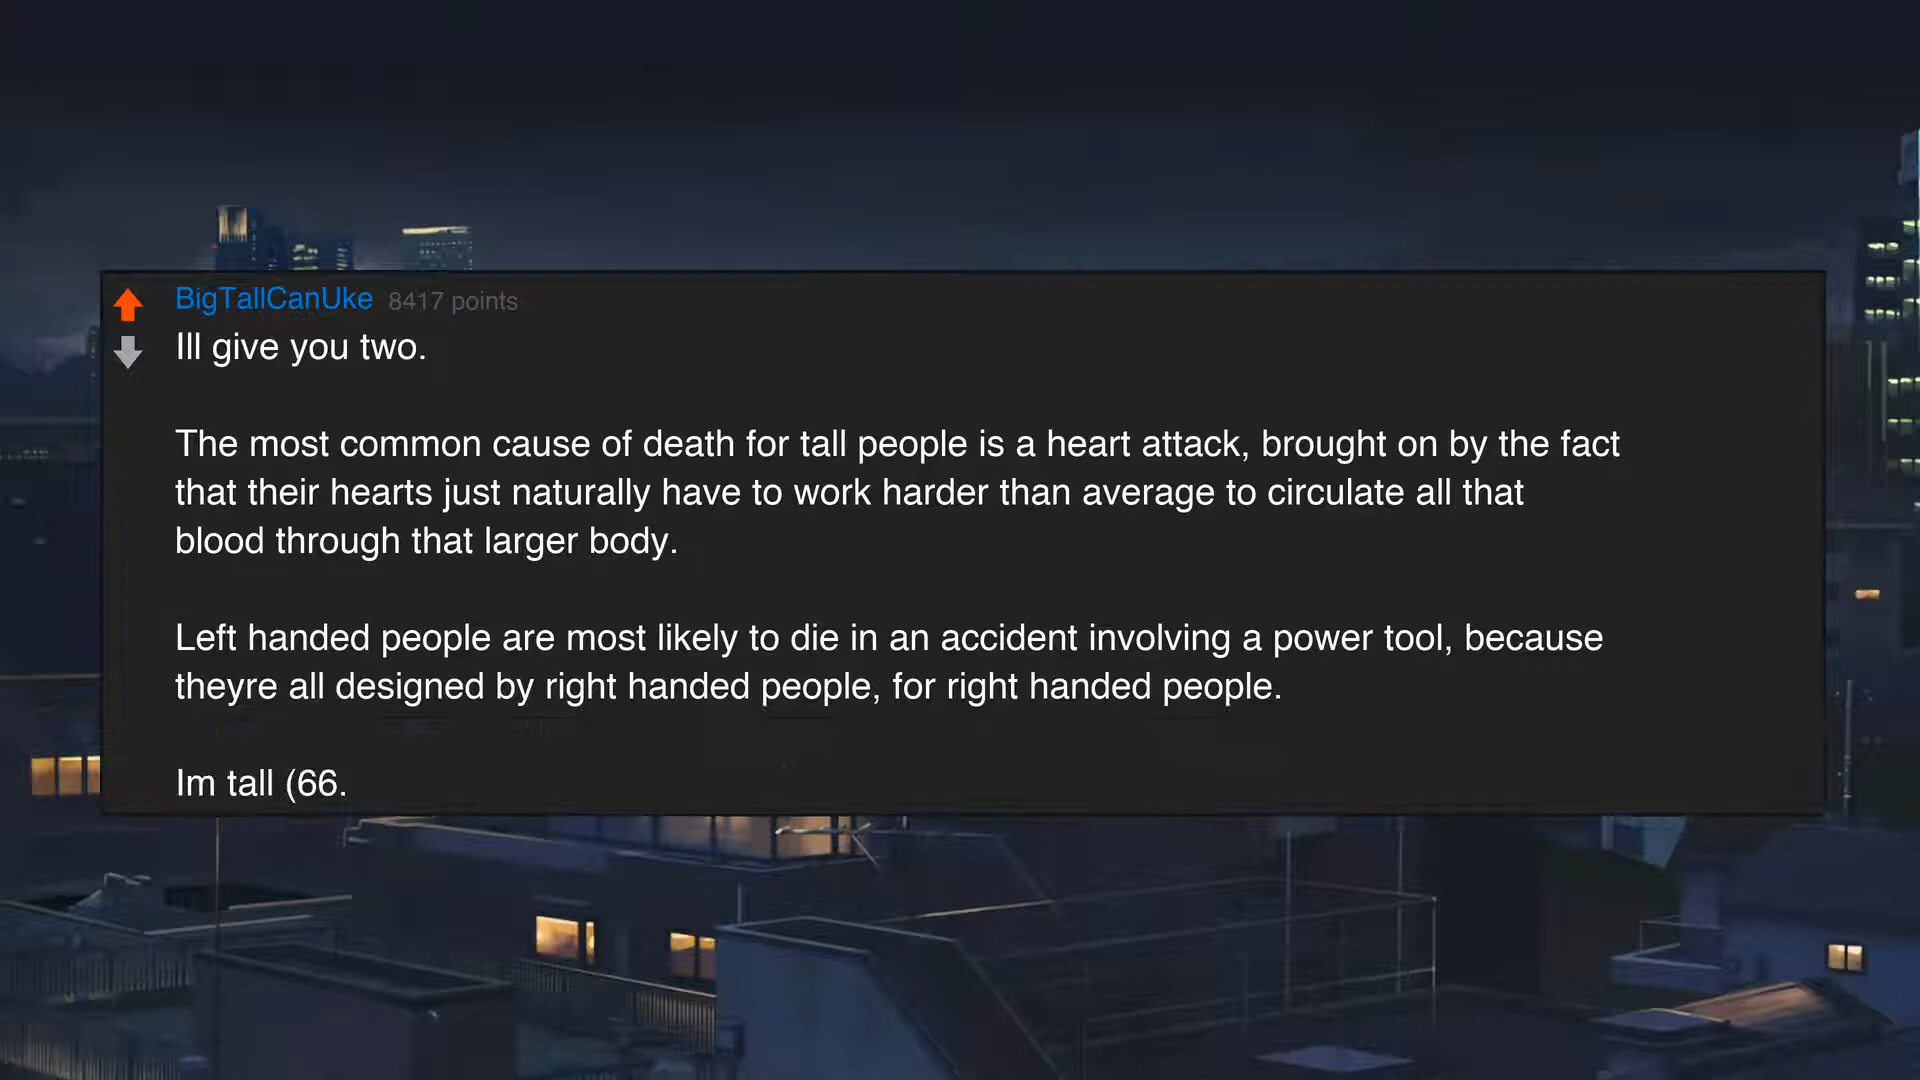 BigTallCanUke 8417 points
Ill give you two.
The most common cause of death for tall people is a heart attack, brought on by the fact
that their hearts just naturally have to work harder than average to circulate all that
blood through that larger body.
Left handed people are most likely to die in an accident involving a power tool, because
theyre all designed by right handed people, for right handed people.
Im tall (66.